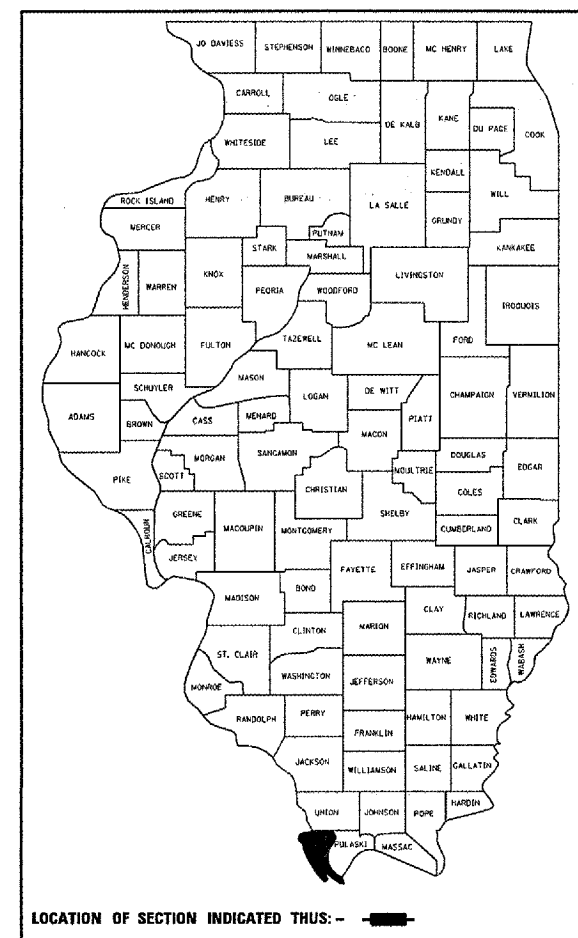 JO DAVIESS STEPHENSON WINNEBAGO BOONE MC HENRY LAKE
CARROLL OGLE DE KALB KANE DU PAGE COOK
WHITESIDE LEE KENDALL WILL
ROCK ISLAND HENRY BUREAU LA SALLE GRUNDY
MERCER PUTNAM KANKAKEE
STARK MARSHALL LIVINGSTON
HENDERSON WARREN KNOX PEORIA WOODFORD IROQUOIS
HANCOCK MC DONOUGH FULTON TAZEWELL MC LEAN FORD
SCHUYLER MASON LOGAN DE WITT CHAMPAIGN VERMILION
ADAMS BROWN CASS MENARD PIATT
MACON
PIKE SCOTT MORGAN SANGAMON MOULTRIE DOUGLAS EDGAR
CHRISTIAN COLES
GREENE MACOUPIN MONTGOMERY SHELBY CUMBERLAND CLARK
CALHOUN JERSEY
FAYETTE EFFINGHAM JASPER CRAWFORD
MADISON BOND CLAY RICHLAND LAWRENCE
CLINTON MARION
ST. CLAIR WAYNE EDWARDS WABASH
WASHINGTON JEFFERSON
MONROE
RANDOLPH PERRY HAMILTON WHITE
FRANKLIN
JACKSON WILLIAMSON SALINE GALLATIN
UNION JOHNSON POPE HARDIN
PULASKI MASSAC
LOCATION OF SECTION INDICATED THUS: -